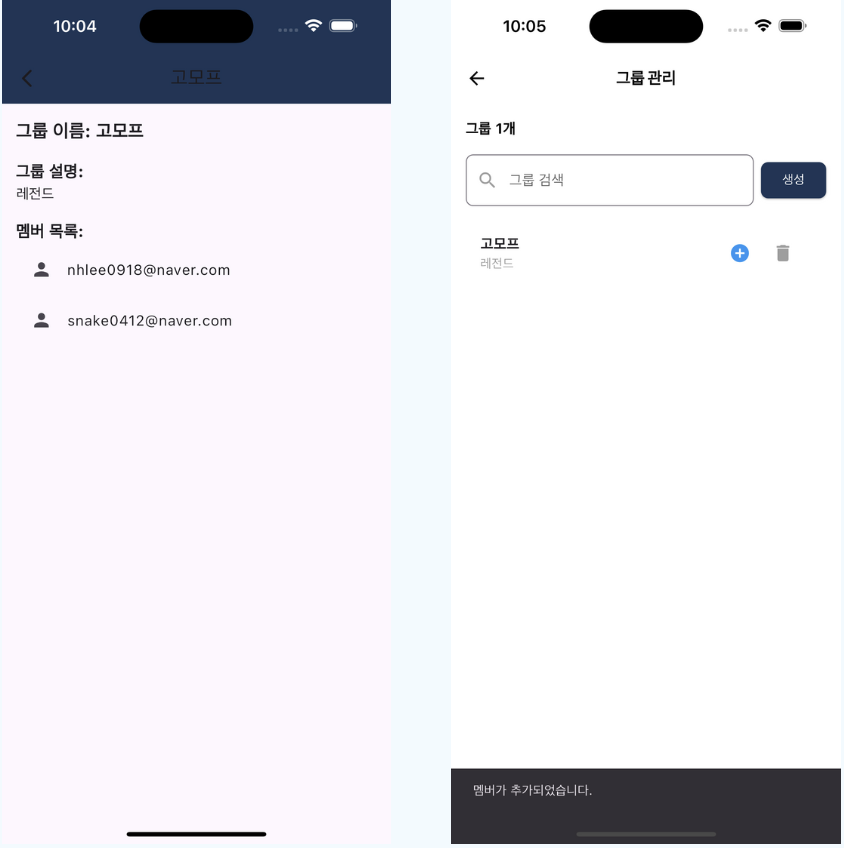 10:04
고모프
그룹 이름: 고모프
그룹 설명:
레전드
멤버 목록:
nhlee0918@naver.com
snake0412@naver.com
10:05
그룹 관리
그룹 1개
그룹 검색
생성
고모프
레전드
멤버가 추가되었습니다.